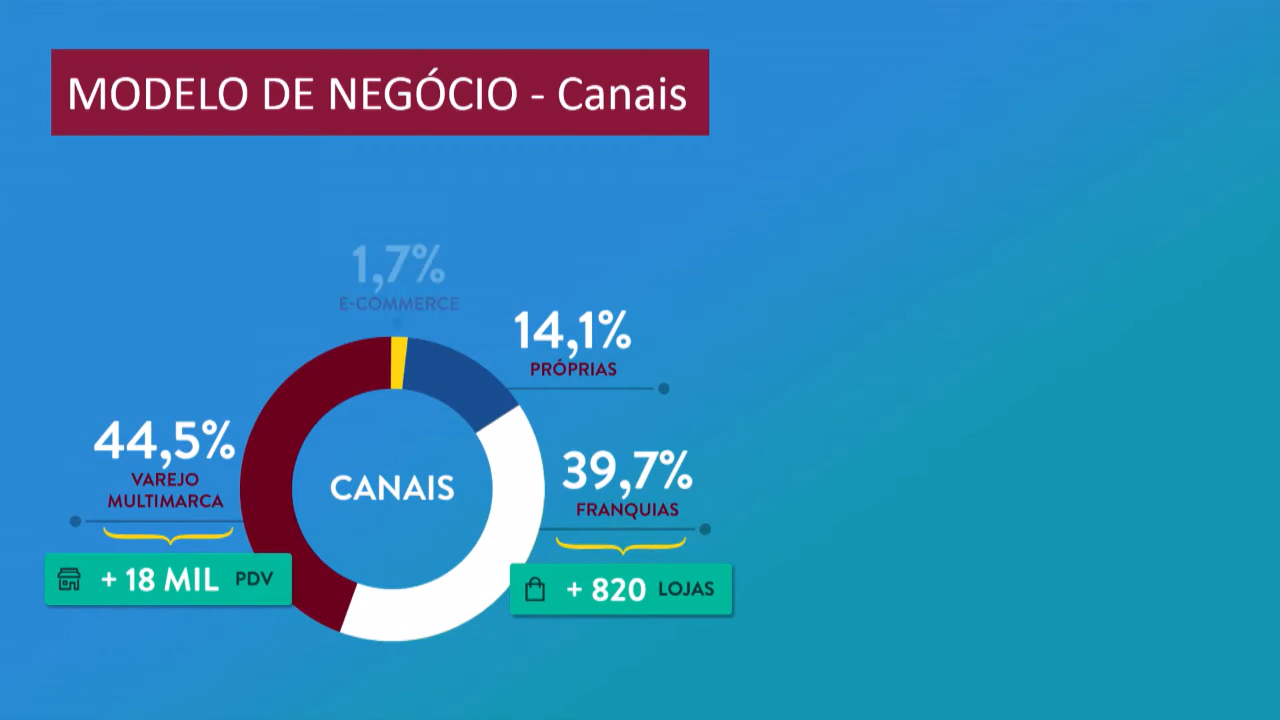 MODELO DE NEGÓCIO - Canais
1,7%
E-COMMERCE
14,1%
PRÓPRIAS
44,5%
VAREJO
MULTIMARCA
CANAIS
39,7%
FRANQUIAS
+ 18 MIL PDV
+ 820 LOJAS